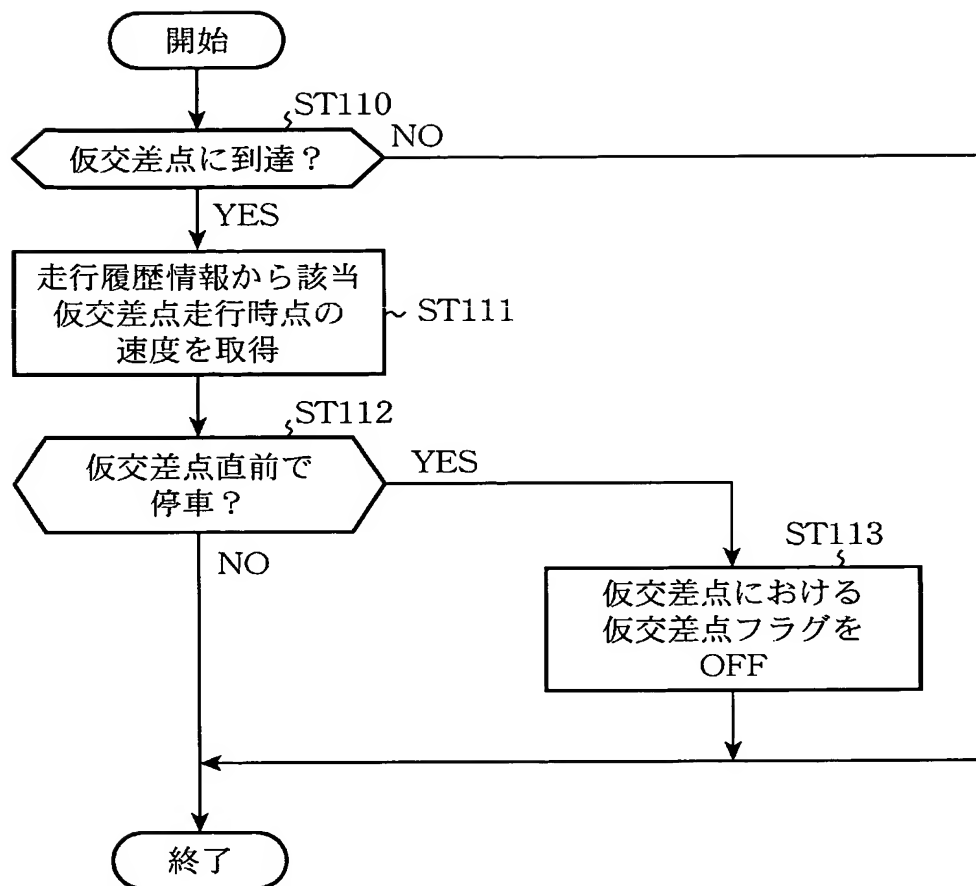 開始
ST110
仮交差点に到達？
NO
YES
走行履歴情報から該当
仮交差点走行時点の
速度を取得
ST111
ST112
仮交差点直前で
停車？
YES
NO
ST113
仮交差点における
仮交差点フラグを
OFF
終了